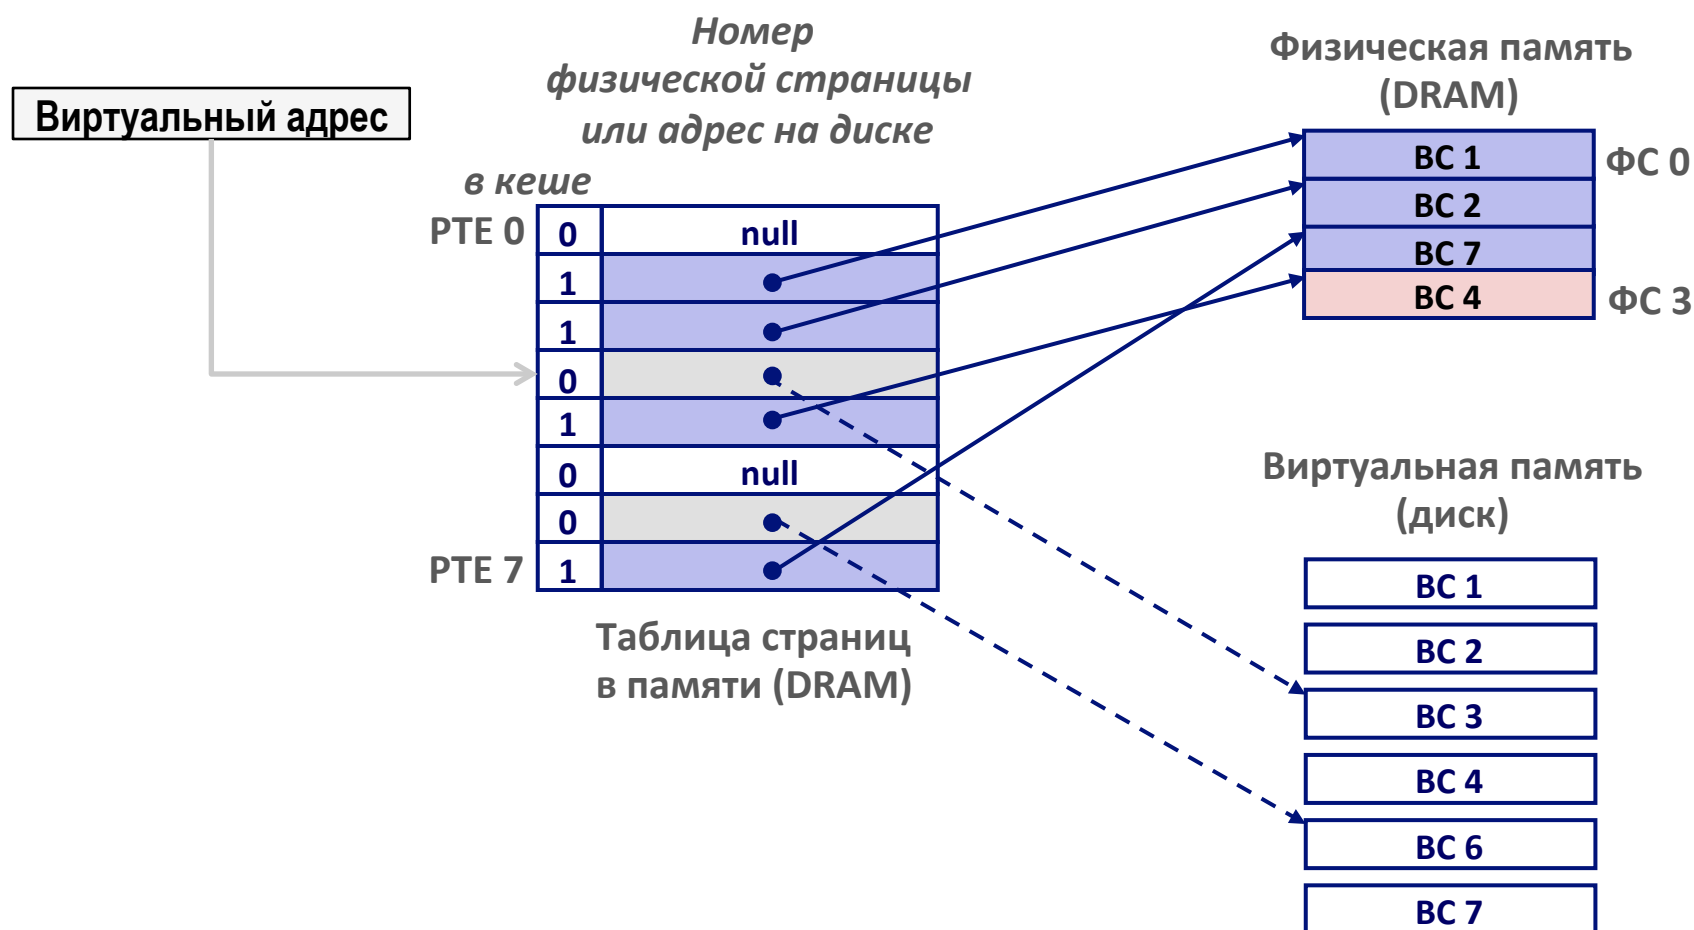 Номер
физической страницы
или адрес на диске
Физическая память
(DRAM)
Виртуальный адрес
в кеше
PTE 0
0
null
1
1
0
1
0
null
0
PTE 7
1
Таблица страниц
в памяти (DRAM)
ВС 1
ФС 0
ВС 2
ВС 7
ВС 4
ФС 3
Виртуальная память
(диск)
ВС 1
ВС 2
ВС 3
ВС 4
ВС 6
ВС 7